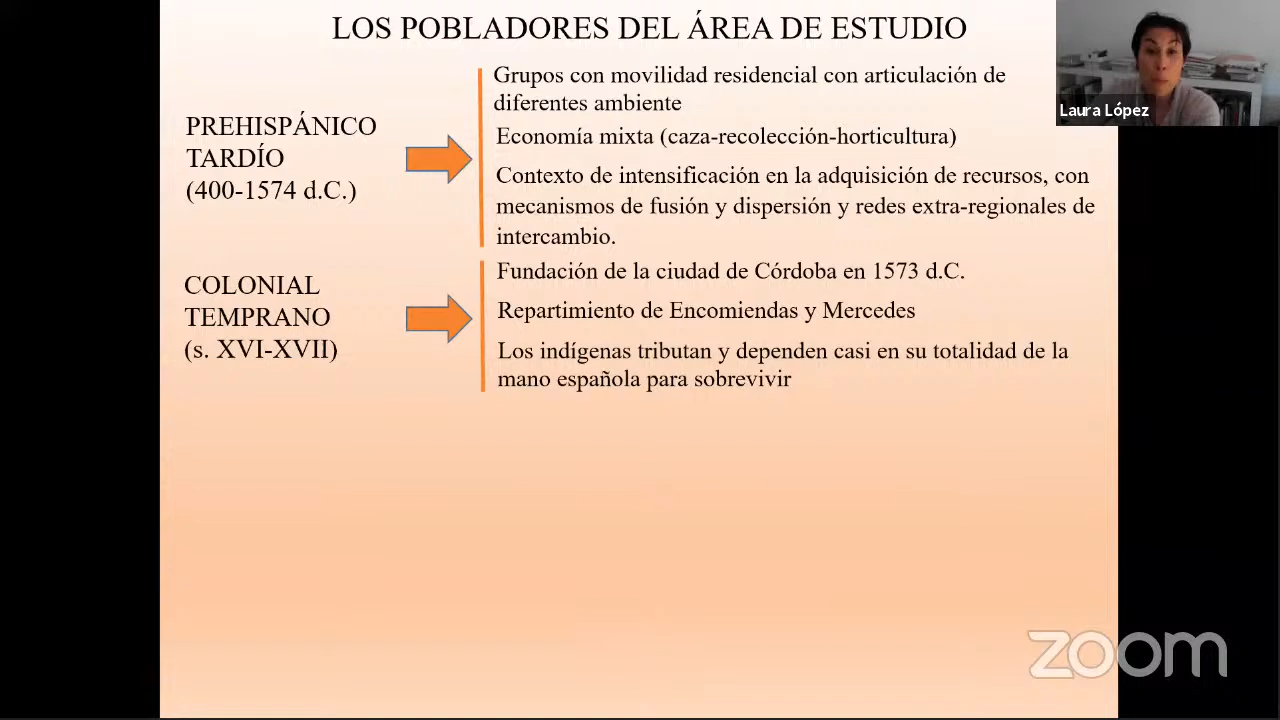 LOS POBLADORES DEL ÁREA DE ESTUDIO
Laura López
PREHISPÁNICO
TARDÍO
(400-1574 d.C.)
Grupos con movilidad residencial con articulación de
diferentes ambiente
Economía mixta (caza-recolección-horticultura)
Contexto de intensificación en la adquisición de recursos, con
mecanismos de fusión y dispersión y redes extra-regionales de
intercambio.
COLONIAL
TEMPRANO
(s. XVI-XVII)
Fundación de la ciudad de Córdoba en 1573 d.C.
Repartimiento de Encomiendas y Mercedes
Los indígenas tributan y dependen casi en su totalidad de la
mano española para sobrevivir
zoom